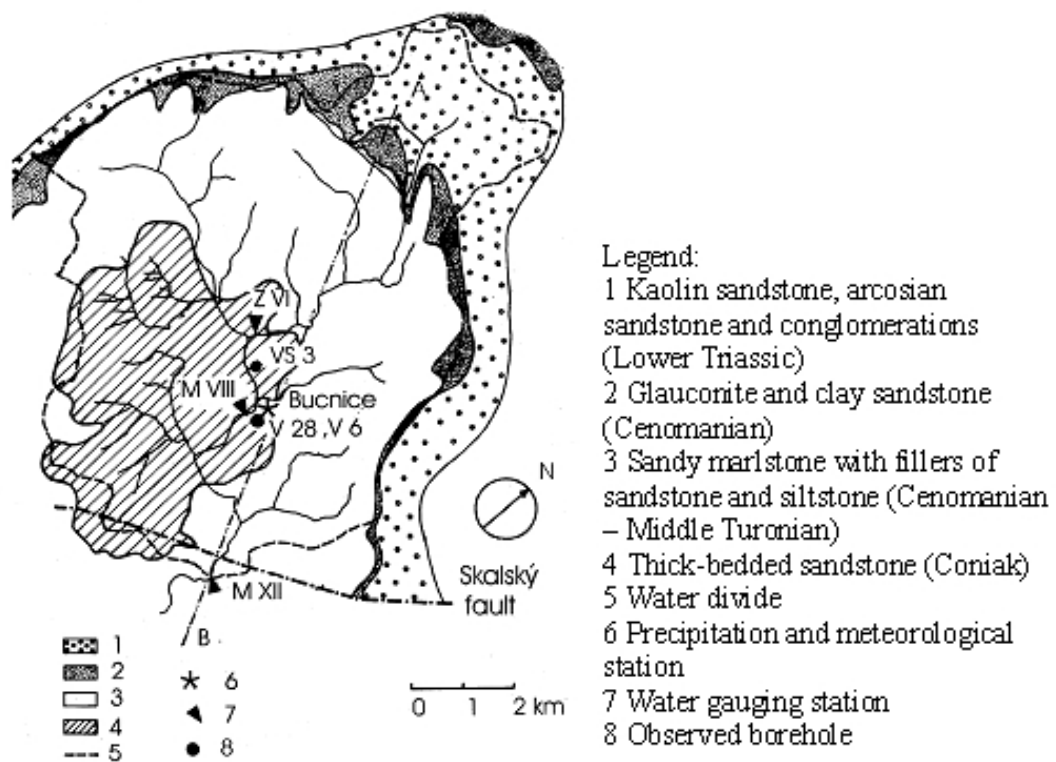 A
Z VI
VS 3
M VIII
Bucnice
V 28 ,V 6
N
Skalský
fault
M XII
B
1
2
3
4
5
6
7
8
0 1 2 km
Legend:
1 Kaolin sandstone, arcosian
sandstone and conglomerations
(Lower Triassic)
2 Glauconite and clay sandstone
(Cenomanian)
3 Sandy marlstone with fillers of
sandstone and siltstone (Cenomanian
– Middle Turonian)
4 Thick-bedded sandstone (Coniak)
5 Water divide
6 Precipitation and meteorological
station
7 Water gauging station
8 Observed borehole